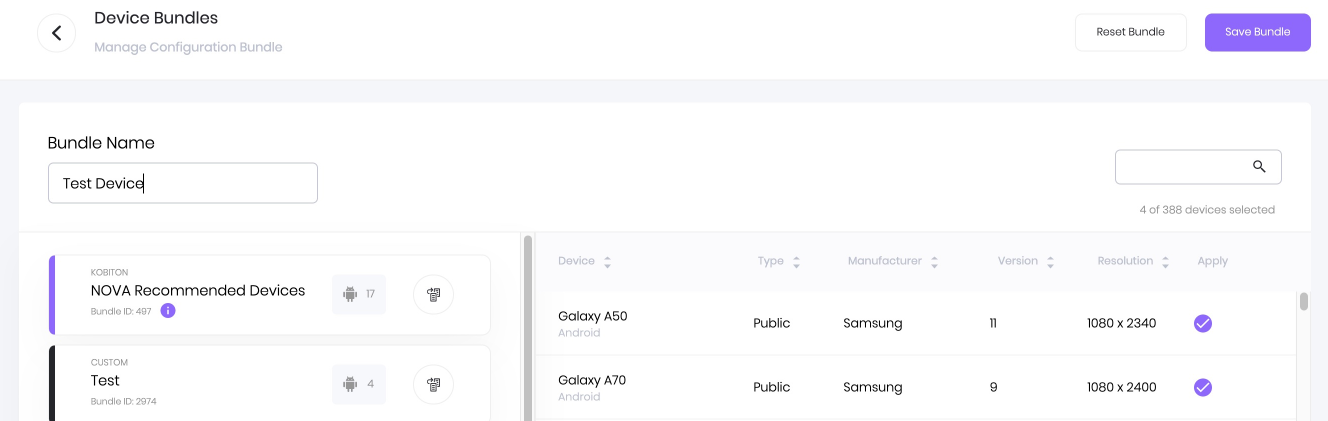 Device Bundles
Manage Configuration Bundle
Reset Bundle
Save Bundle
Bundle Name
Test Device
4 of 388 devices selected
KOBITON
NOVA Recommended Devices
Bundle ID: 497
17
CUSTOM
Test
Bundle ID: 2974
4
Device Type Manufacturer Version Resolution Apply
Galaxy A50 Public Samsung 11 1080 x 2340
Android
Galaxy A70 Public Samsung 9 1080 x 2400
Android